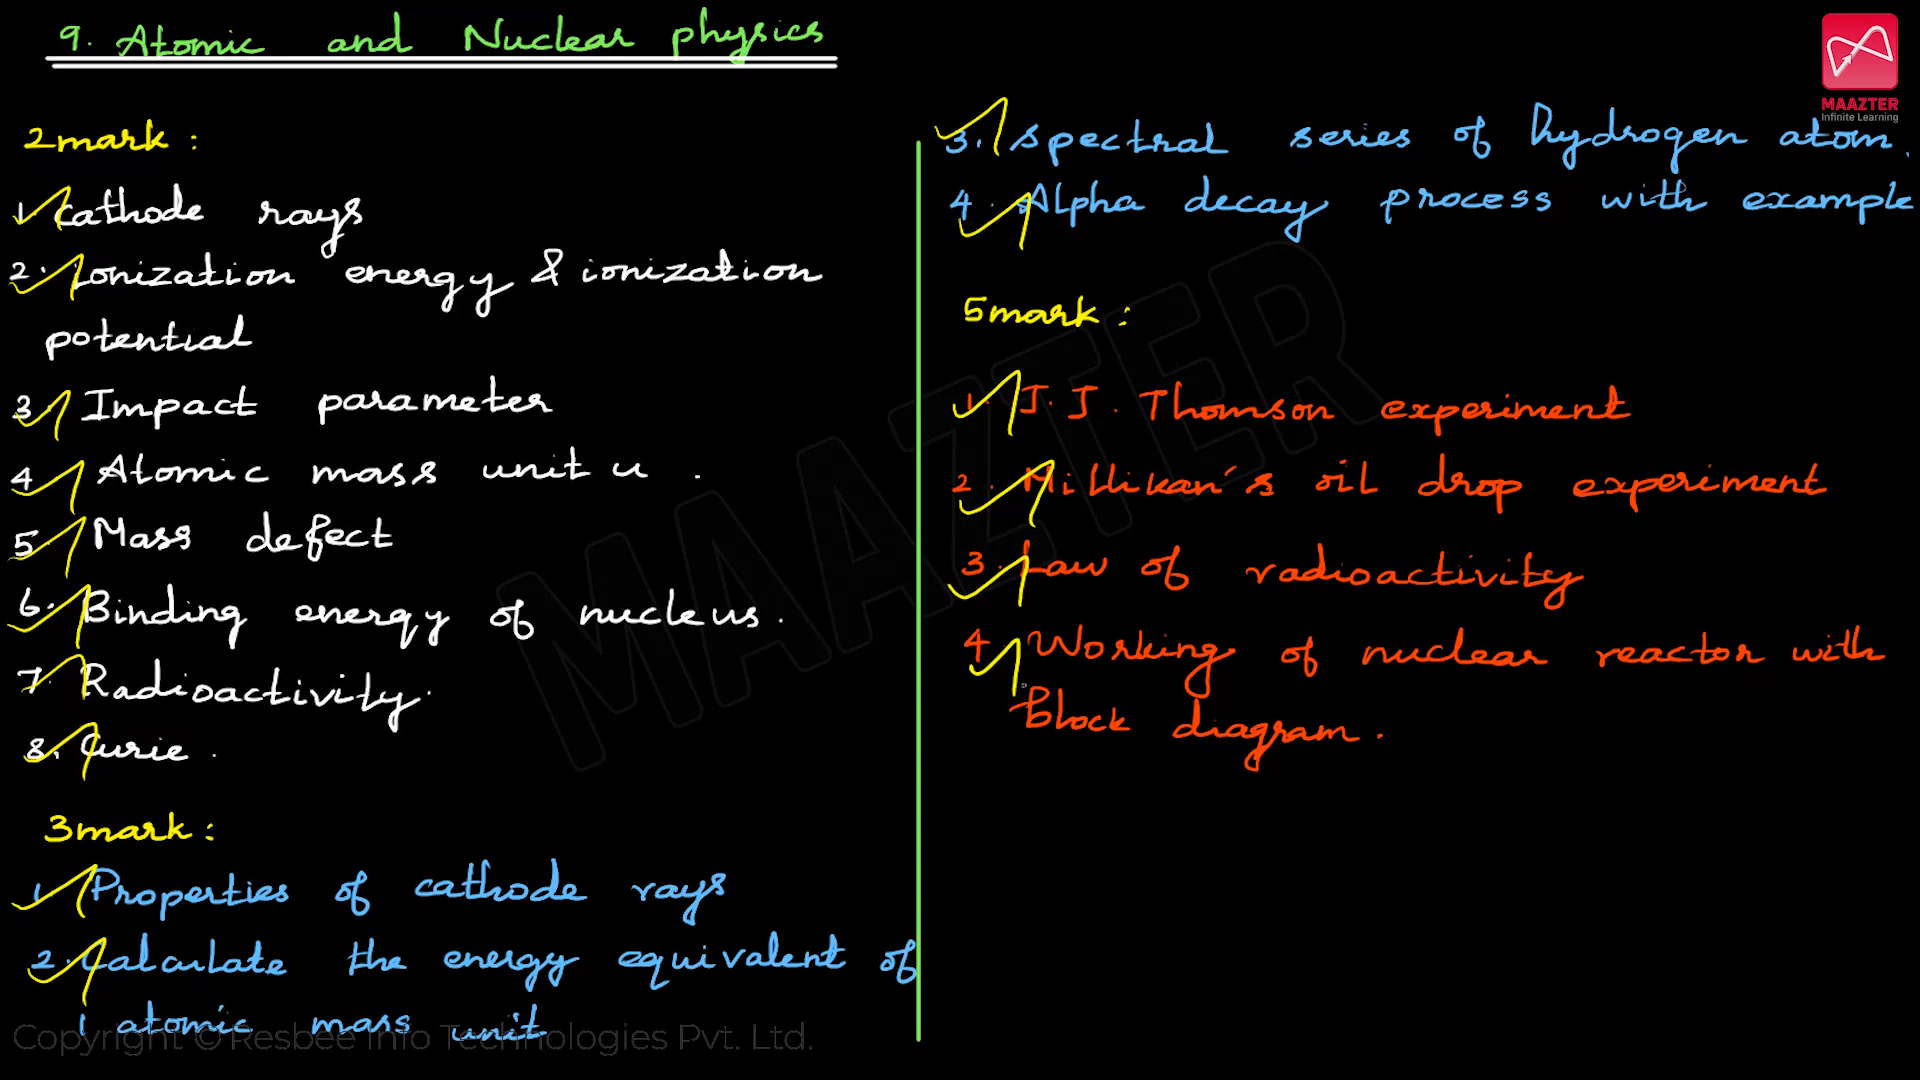 9. Atomic and Nuclear physics
2mark :
1. Cathode rays
2. Ionization energy & ionization
potential
3. Impact parameter
4. Atomic mass unit u .
5. Mass defect
6. Binding energy of nucleus.
7. Radioactivity.
8. Curie .
3mark :
1. Properties of cathode rays
2. Calculate the energy equivalent of
1 atomic mass unit
3. Spectral series of hydrogen atom.
4. Alpha decay process with example
5mark :
1. J. J. Thomson experiment
2. Millikan's oil drop experiment
3. Law of radioactivity
4. Working of nuclear reactor with
Block diagram.
MAAZTER
Infinite Learning
MAAZTER
Copyright © Resbee Info Technologies Pvt. Ltd.